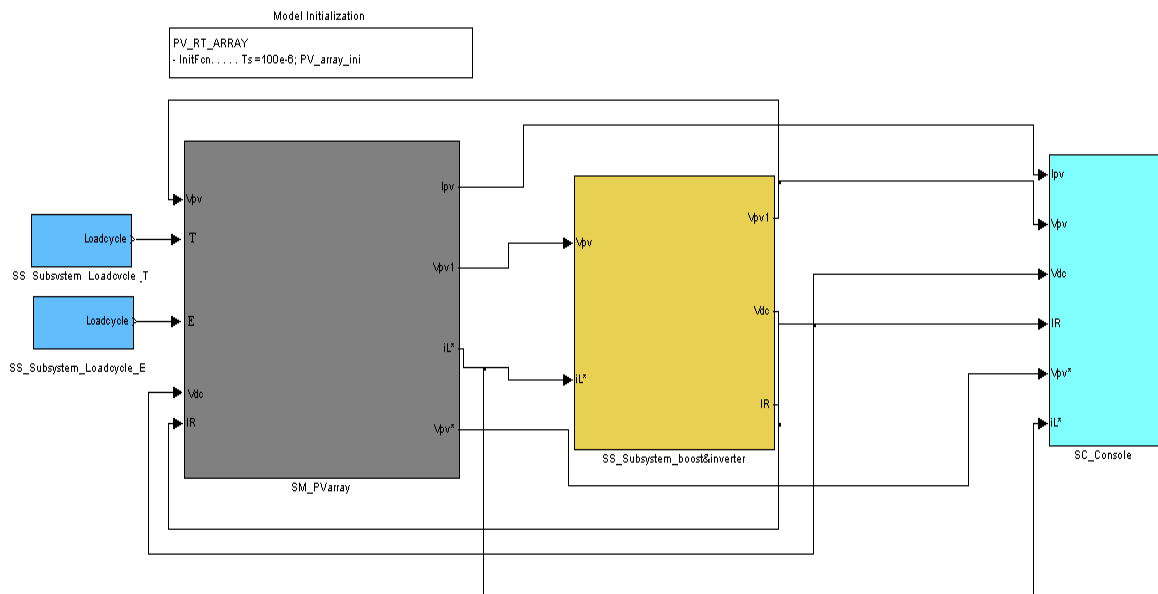 Model Initialization
PV_RT_ARRAY
- InitFcn. . . . . Ts =100e-6; PV_array_ini
Vpv
T
E
Vdc
IR
Ipv
Vpv1
iL*
Vpv*
SM_PVarray
Loadcycle
SS_Subsystem_Loadcycle_T
Loadcycle
SS_Subsystem_Loadcycle_E
Vpv
iL*
Vpv1
Vdc
IR
SS_Subsystem_boost&inverter
Ipv
Vpv
Vdc
IR
Vpv*
iL*
SC_Console